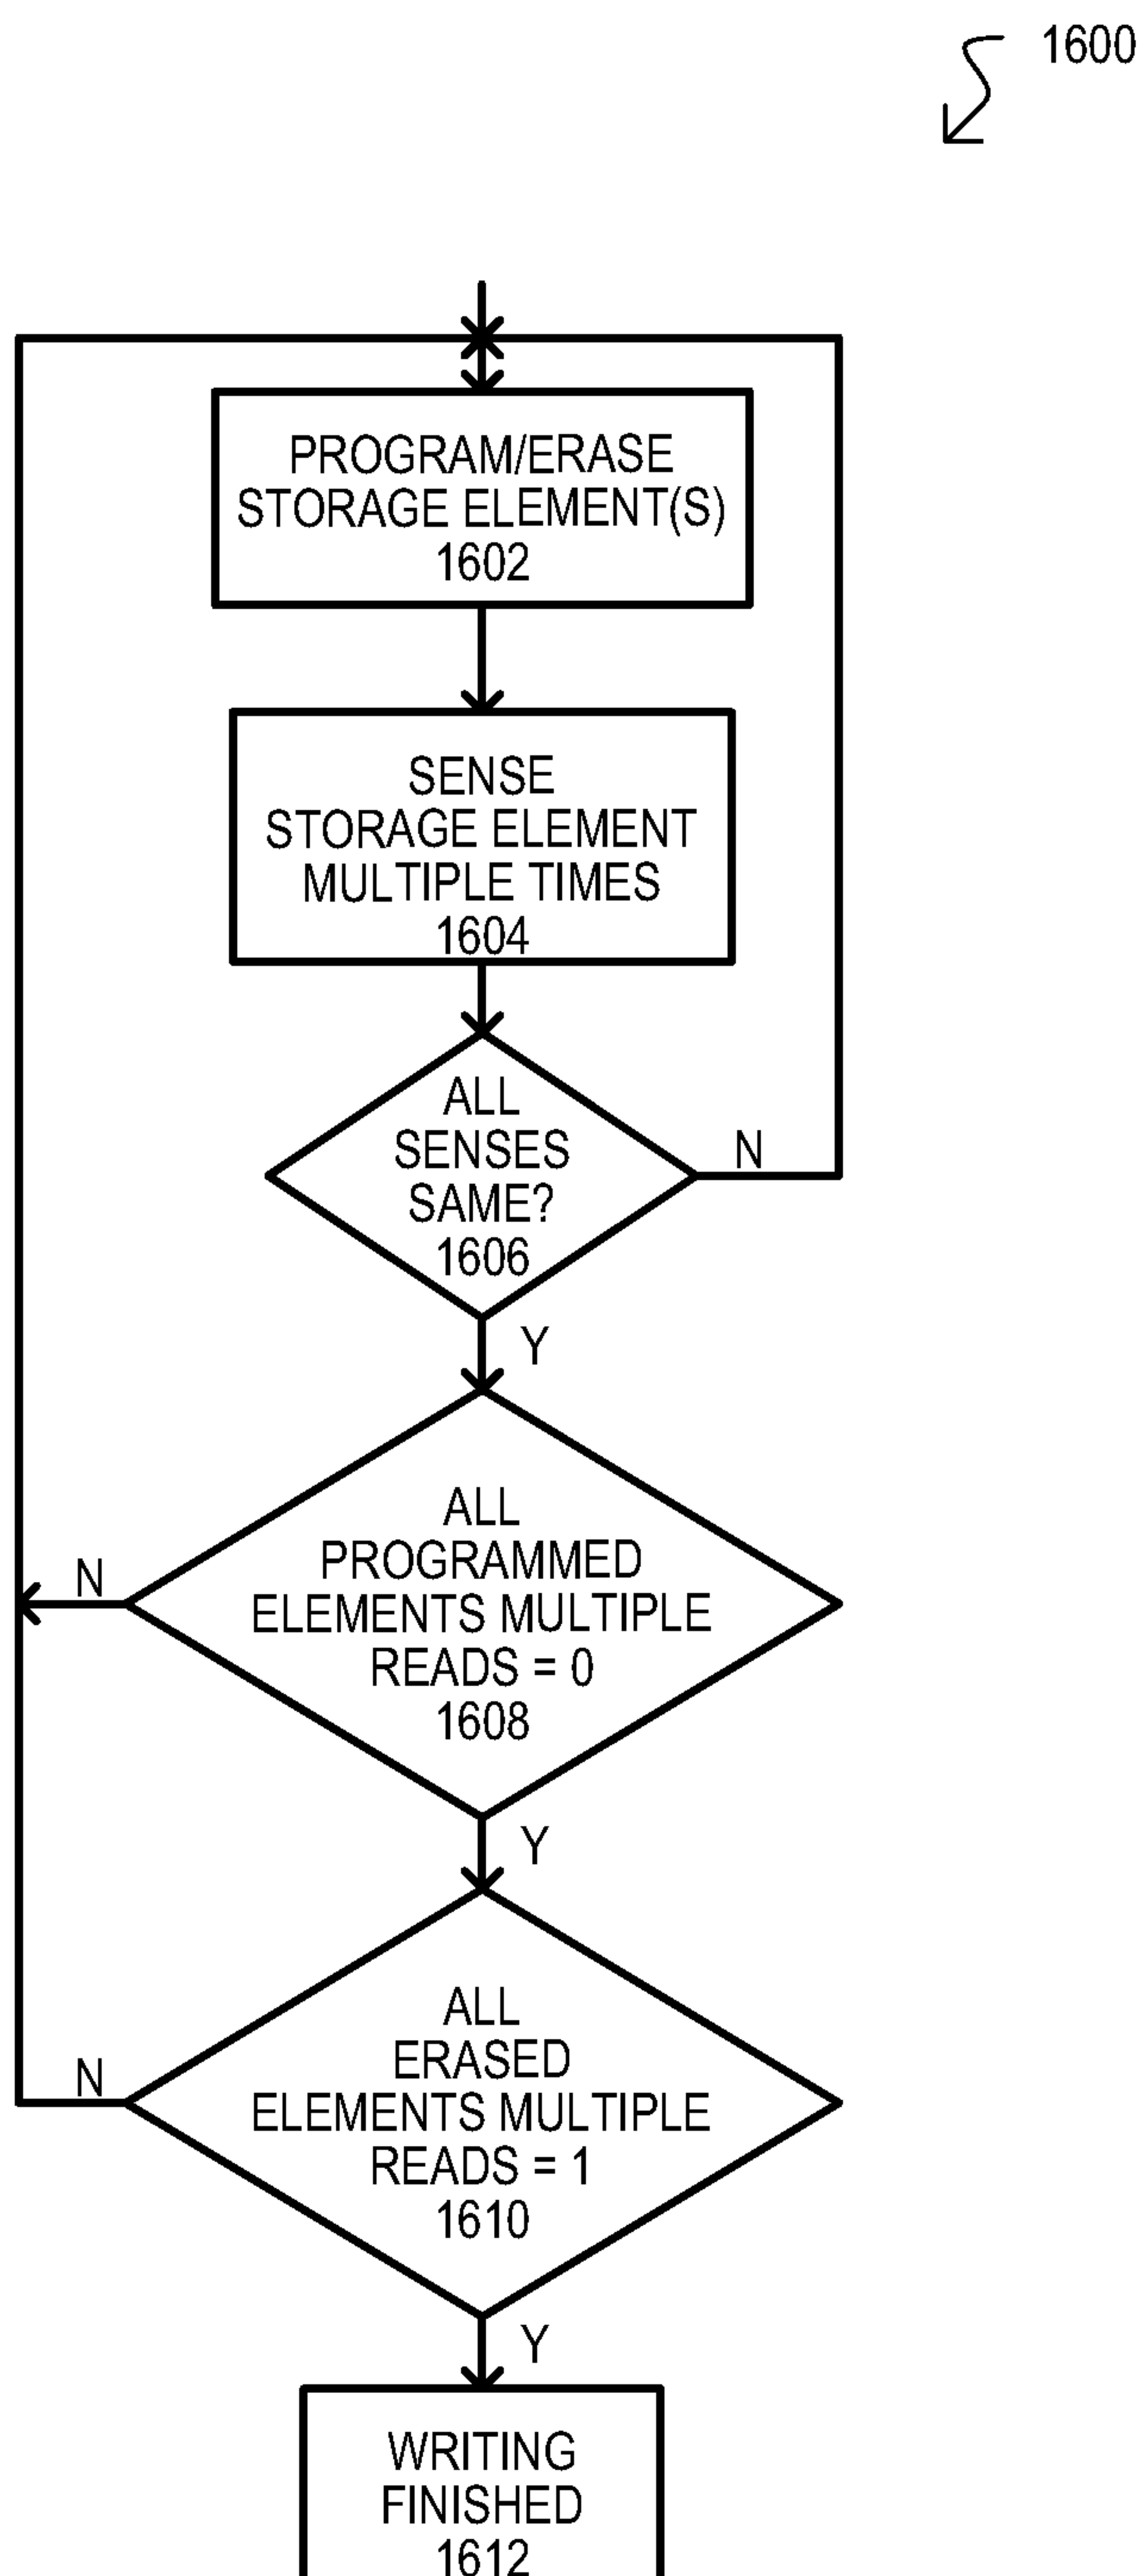 1600
PROGRAM/ERASE
STORAGE ELEMENT(S)
1602
SENSE
STORAGE ELEMENT
MULTIPLE TIMES
1604
ALL
SENSES
SAME?
1606
N
Y
ALL
PROGRAMMED
ELEMENTS MULTIPLE
READS = 0
1608
N
Y
ALL
ERASED
ELEMENTS MULTIPLE
READS = 1
1610
N
Y
WRITING
FINISHED
1612